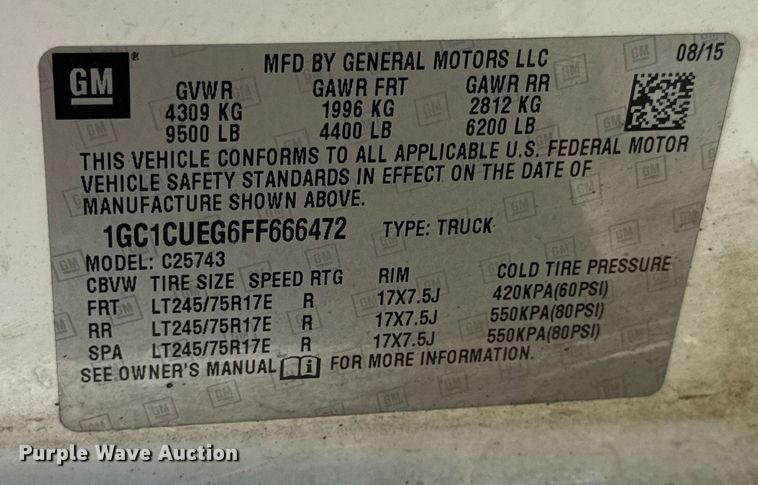 GM
MFD BY GENERAL MOTORS LLC 08/15
GVWR GAWR FRT GAWR RR
4309 KG 1996 KG 2812 KG
9500 LB 4400 LB 6200 LB
THIS VEHICLE CONFORMS TO ALL APPLICABLE U.S. FEDERAL MOTOR
VEHICLE SAFETY STANDARDS IN EFFECT ON THE DATE OF
MANUFACTURE SHOWN ABOVE.
1GC1CUEG6FF666472 TYPE: TRUCK
MODEL: C25743
CBVW TIRE SIZE SPEED RTG RIM COLD TIRE PRESSURE
FRT LT245/75R17E R 17X7.5J 420KPA(60PSI)
RR LT245/75R17E R 17X7.5J 550KPA(80PSI)
SPA LT245/75R17E R 17X7.5J 550KPA(80PSI)
SEE OWNER'S MANUAL i FOR MORE INFORMATION.
Purple Wave Auction